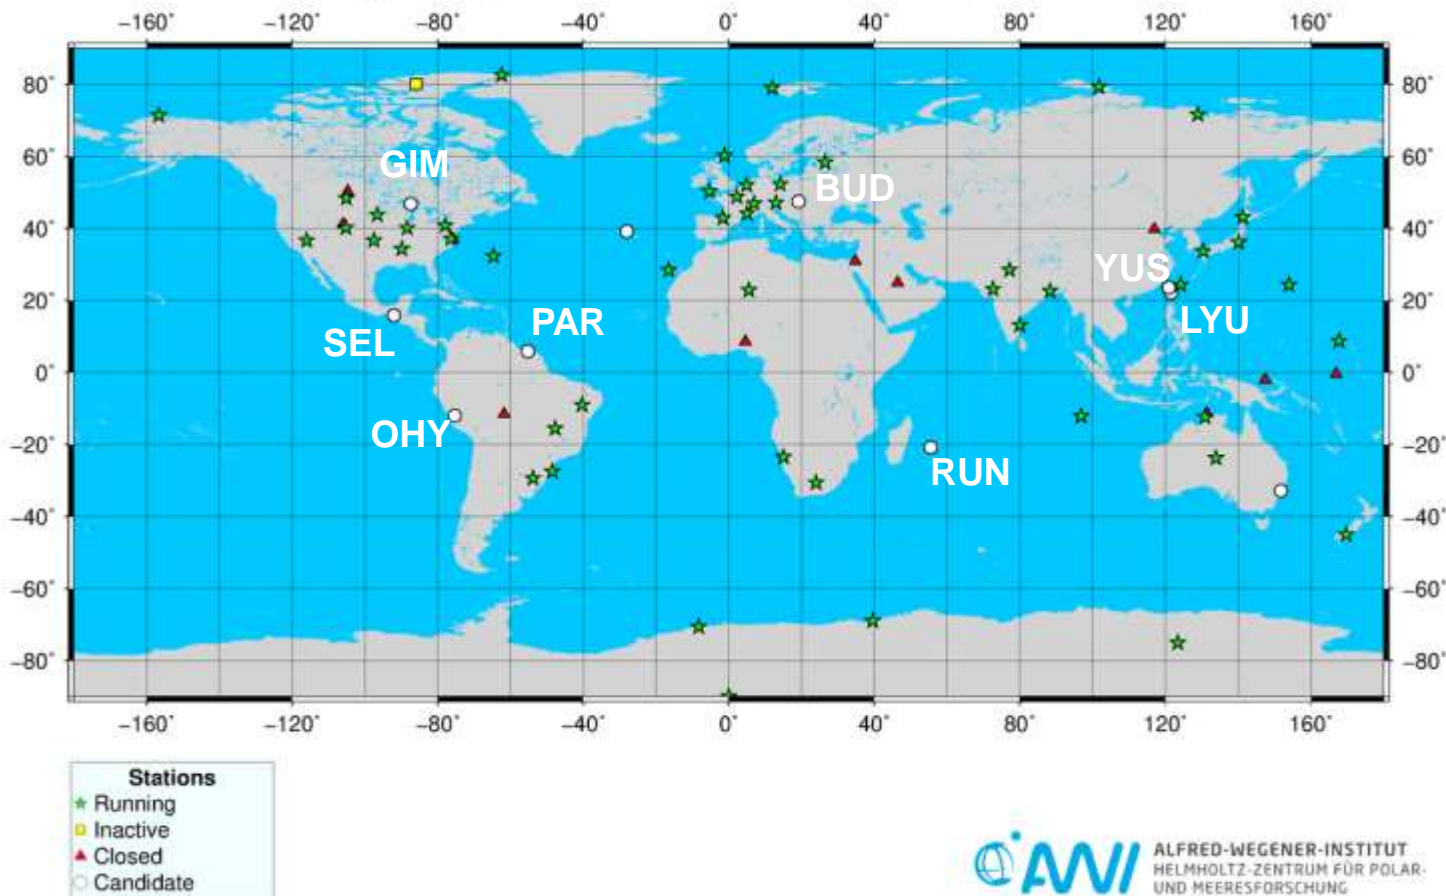 −160˚ −120˚ −80˚ −40˚ 0˚ 40˚ 80˚ 120˚ 160˚
80˚ 80˚
60˚ 60˚
GIM
BUD
40˚ 40˚
YUS
20˚ 20˚
PAR
LYU
SEL
0˚ 0˚
OHY
−20˚ −20˚
RUN
−40˚ −40˚
−60˚ −60˚
−80˚ −80˚
−160˚ −120˚ −80˚ −40˚ 0˚ 40˚ 80˚ 120˚ 160˚
Stations
Running
Inactive
Closed
Candidate
AWI
ALFRED-WEGENER-INSTITUT
HELMHOLTZ-ZENTRUM FÜR POLAR-
UND MEERESFORSCHUNG